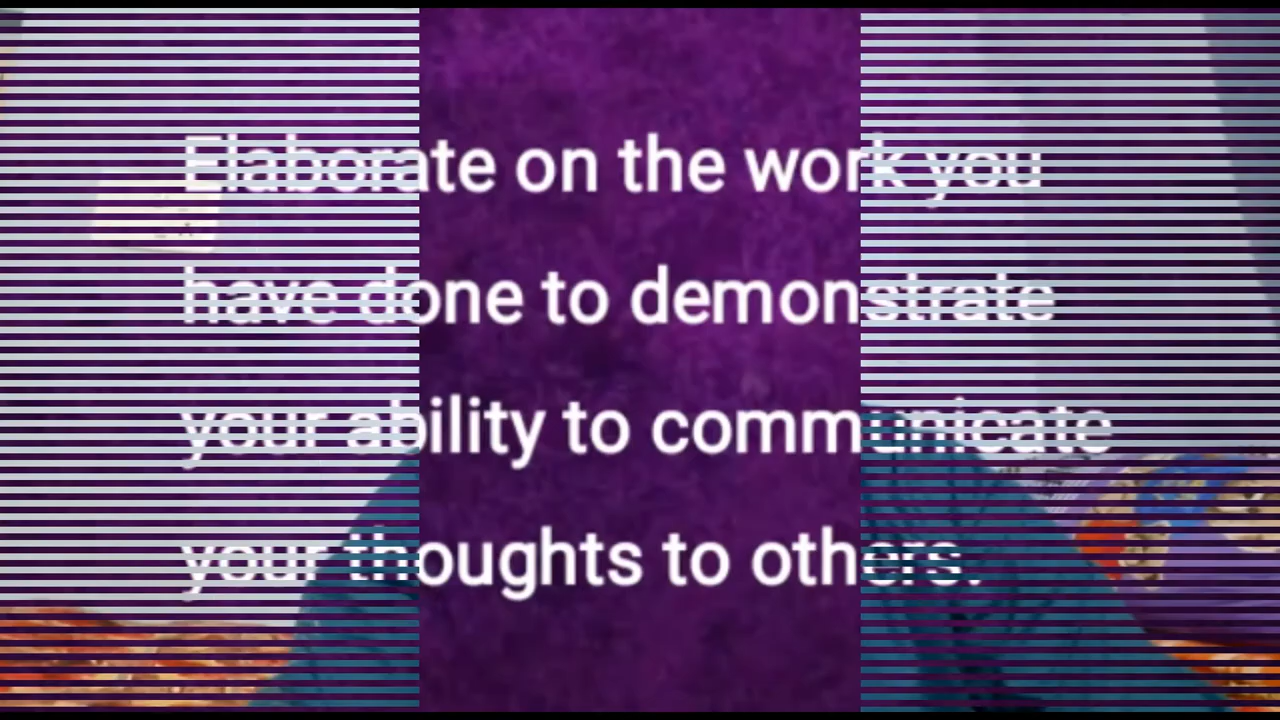 Elaborate on the work you
have done to demonstrate
your ability to communicate
your thoughts to others.